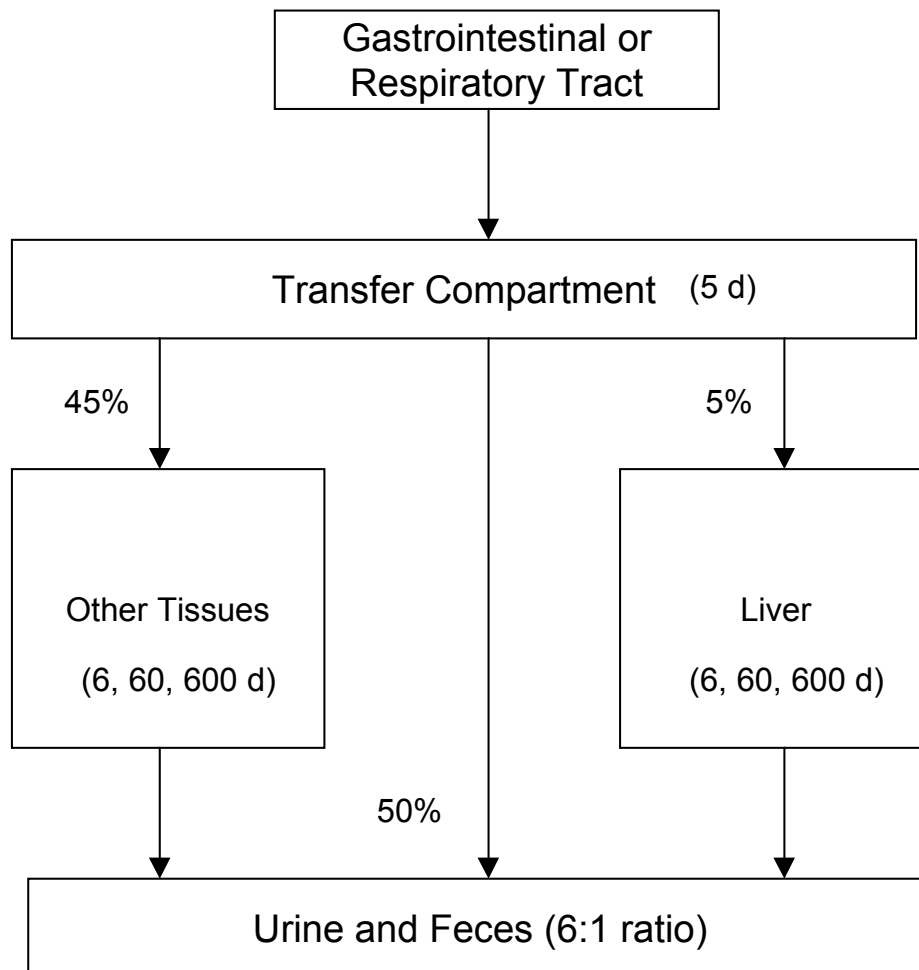 Gastrointestinal or
Respiratory Tract
Transfer Compartment (5 d)
45%
5%
Other Tissues
(6, 60, 600 d)
Liver
(6, 60, 600 d)
50%
Urine and Feces (6:1 ratio)